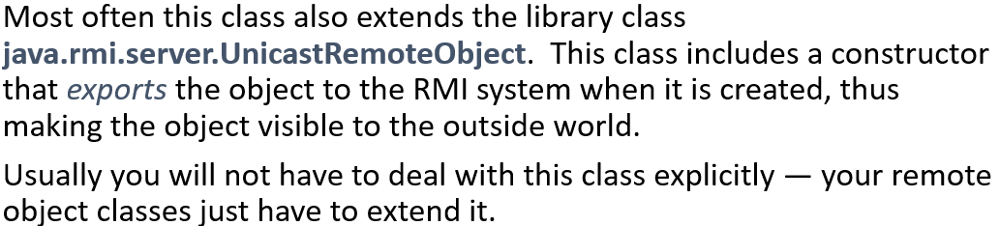 Most often this class also extends the library class
java.rmi.server.UnicastRemoteObject.  This class includes a constructor
that exports the object to the RMI system when it is created, thus
making the object visible to the outside world.
Usually you will not have to deal with this class explicitly — your remote
object classes just have to extend it.